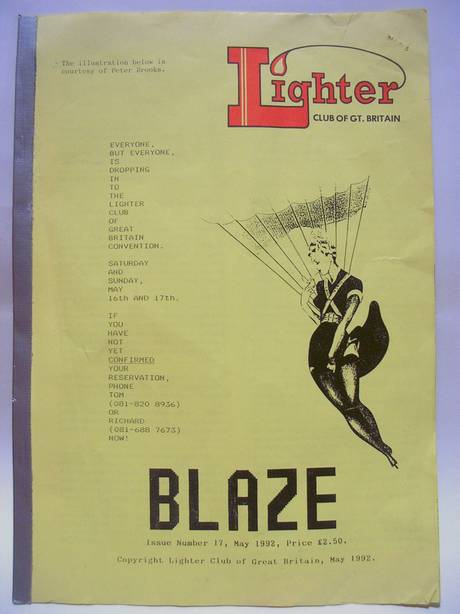 The illustration below is
courtesy of Peter Brooks.
Lighter
CLUB OF GT. BRITAIN
EVERYONE,
BUT EVERYONE,
IS
DROPPING
IN
TO
THE
LIGHTER
CLUB
OF
GREAT
BRITAIN
CONVENTION.
SATURDAY
AND
SUNDAY,
MAY
16th AND 17th.
IF
YOU
HAVE
NOT
YET
CONFIRMED
YOUR
RESERVATION,
PHONE
TOM
(081-820 8936)
OR
RICHARD
(081-688 7673)
NOW!
BLAZE
Issue Number 17, May 1992, Price £2.50.
Copyright Lighter Club of Great Britain, May 1992.